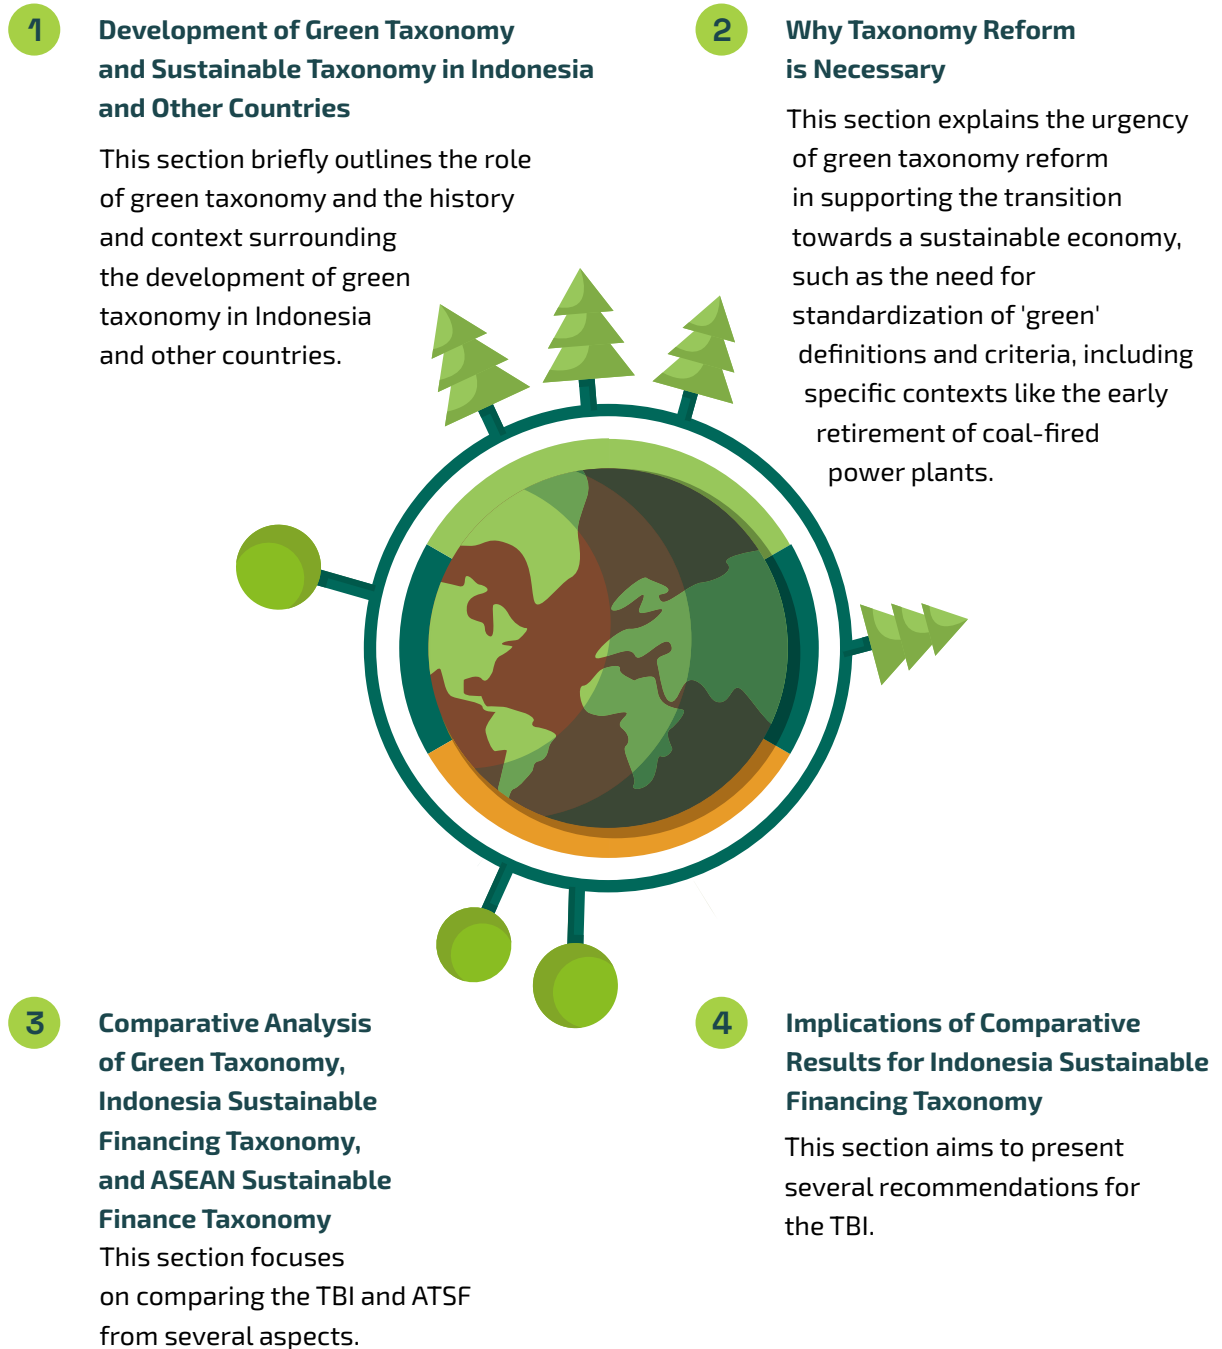 1
Development of Green Taxonomy
and Sustainable Taxonomy in Indonesia
and Other Countries
This section briefly outlines the role
of green taxonomy and the history
and context surrounding
the development of green
taxonomy in Indonesia
and other countries.
2
Why Taxonomy Reform
is Necessary
This section explains the urgency
of green taxonomy reform
in supporting the transition
towards a sustainable economy,
such as the need for
standardization of 'green'
definitions and criteria, including
specific contexts like the early
retirement of coal-fired
power plants.
3
Comparative Analysis
of Green Taxonomy,
Indonesia Sustainable
Financing Taxonomy,
and ASEAN Sustainable
Finance Taxonomy
This section focuses
on comparing the TBI and ATSF
from several aspects.
4
Implications of Comparative
Results for Indonesia Sustainable
Financing Taxonomy
This section aims to present
several recommendations for
the TBI.